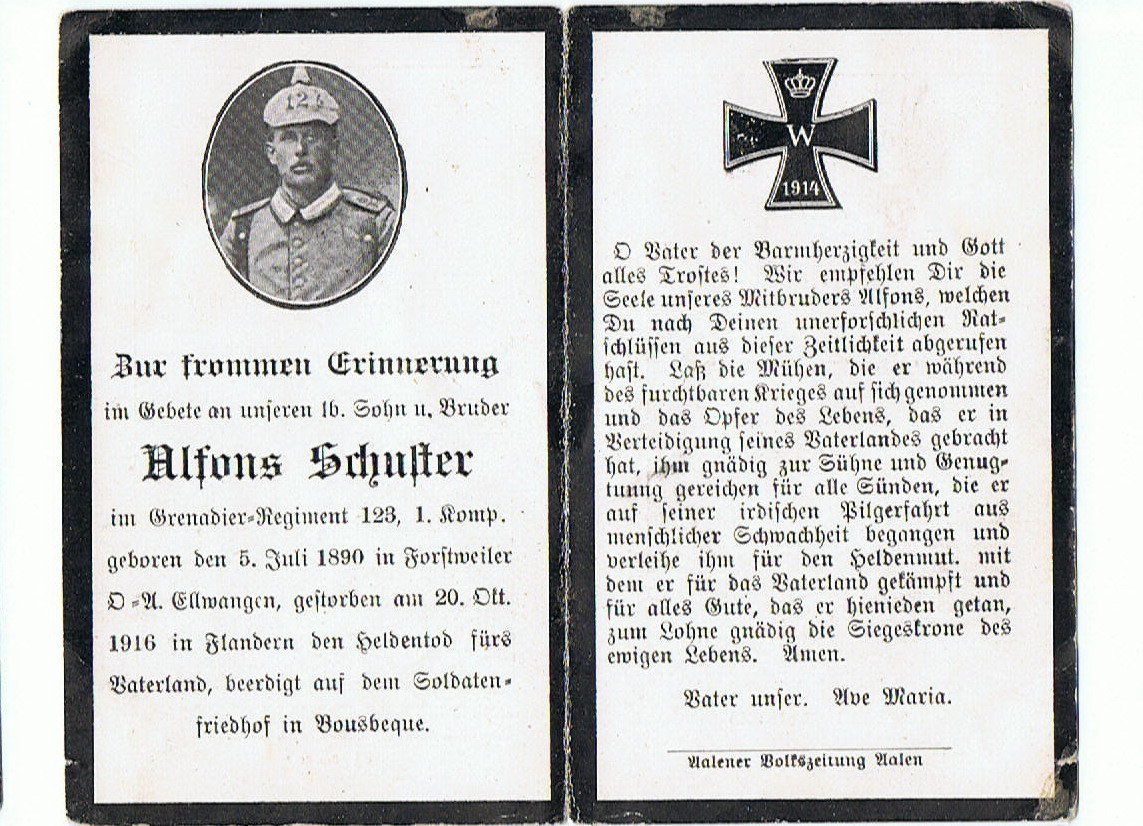 Zur frommen Erinnerung
im Gebete an unseren lb. Sohn u. Bruder
Alfons Schuster
im Grenadier-Regiment 123, 1. Komp.
geboren den 5. Juli 1890 in Forstweiler
O-A. Ellwangen, gestorben am 20. Okt.
1916 in Flandern den Heldentod fürs
Vaterland, beerdigt auf dem Soldaten-
friedhof in Bousbeque.
W
1914
O Vater der Barmherzigkeit und Gott
alles Trostes! Wir empfehlen Dir die
Seele unseres Mitbruders Alfons, welchen
Du nach Deinen unerforschlichen Rat-
schlüssen aus dieser Zeitlichkeit abgerufen
hast. Laß die Mühen, die er während
des furchtbaren Krieges auf sich genommen
und das Opfer des Lebens, das er in
Verteidigung seines Vaterlandes gebracht
hat, ihm gnädig zur Sühne und Genug-
tuung gereichen für alle Sünden, die er
auf seiner irdischen Pilgerfahrt aus
menschlicher Schwachheit begangen und
verleihe ihm für den Heldenmut. mit
dem er für das Vaterland gekämpft und
für alles Gute, das er hienieden getan,
zum Lohne gnädig die Siegeskrone des
ewigen Lebens. Amen.
Vater unser. Ave Maria.
Aalener Volkszeitung Aalen